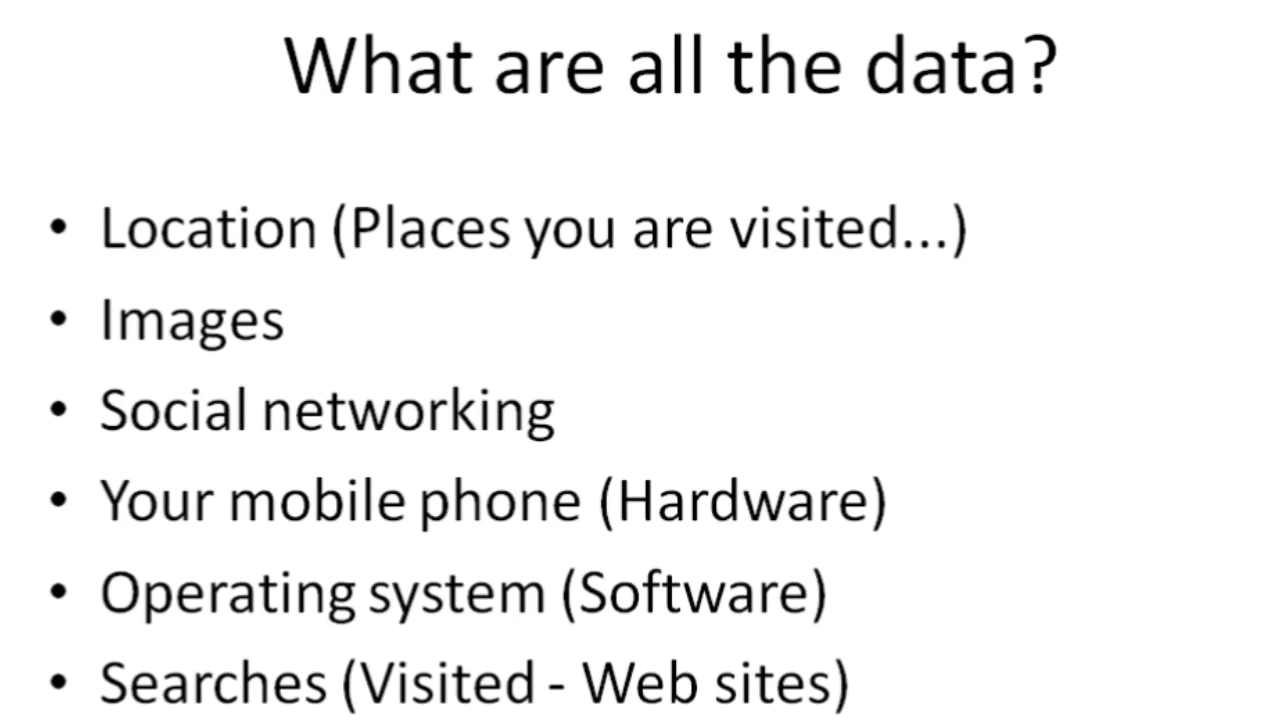 What are all the data?
• Location (Places you are visited...)
• Images
• Social networking
• Your mobile phone (Hardware)
• Operating system (Software)
• Searches (Visited - Web sites)